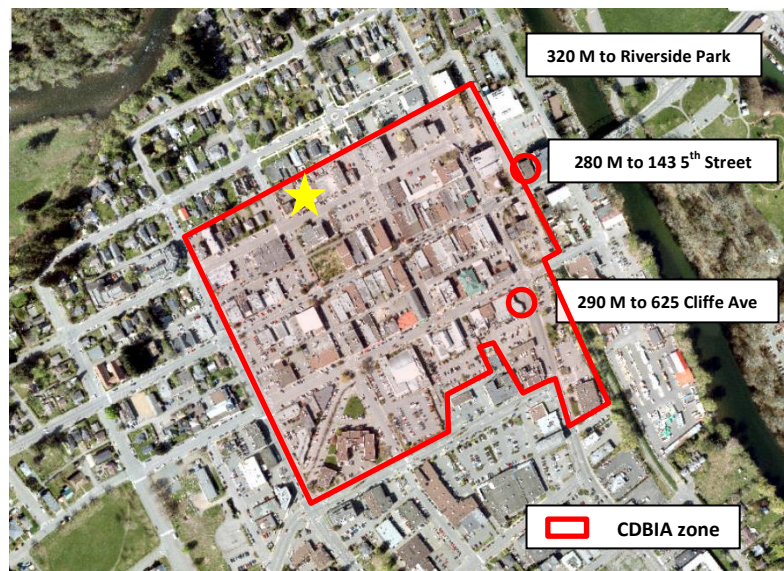 320 M to Riverside Park
280 M to 143 5th Street
290 M to 625 Cliffe Ave
CDBIA zone